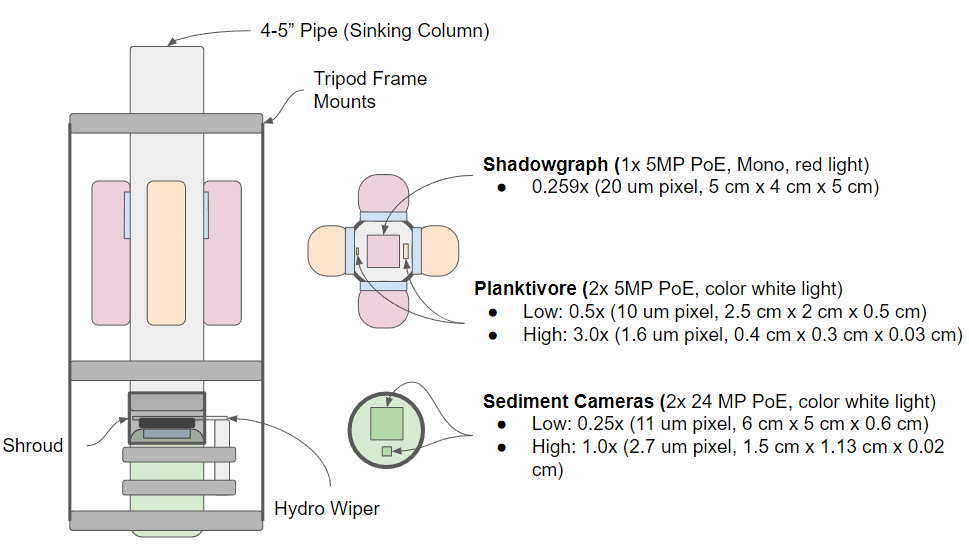 4-5” Pipe (Sinking Column)
Tripod Frame
Mounts
Shadowgraph (1x 5MP PoE, Mono, red light)
● 0.259x (20 um pixel, 5 cm x 4 cm x 5 cm)
Planktivore (2x 5MP PoE, color white light)
● Low: 0.5x (10 um pixel, 2.5 cm x 2 cm x 0.5 cm)
● High: 3.0x (1.6 um pixel, 0.4 cm x 0.3 cm x 0.03 cm)
Sediment Cameras (2x 24 MP PoE, color white light)
● Low: 0.25x (11 um pixel, 6 cm x 5 cm x 0.6 cm)
● High: 1.0x (2.7 um pixel, 1.5 cm x 1.13 cm x 0.02
cm)
Shroud
Hydro Wiper